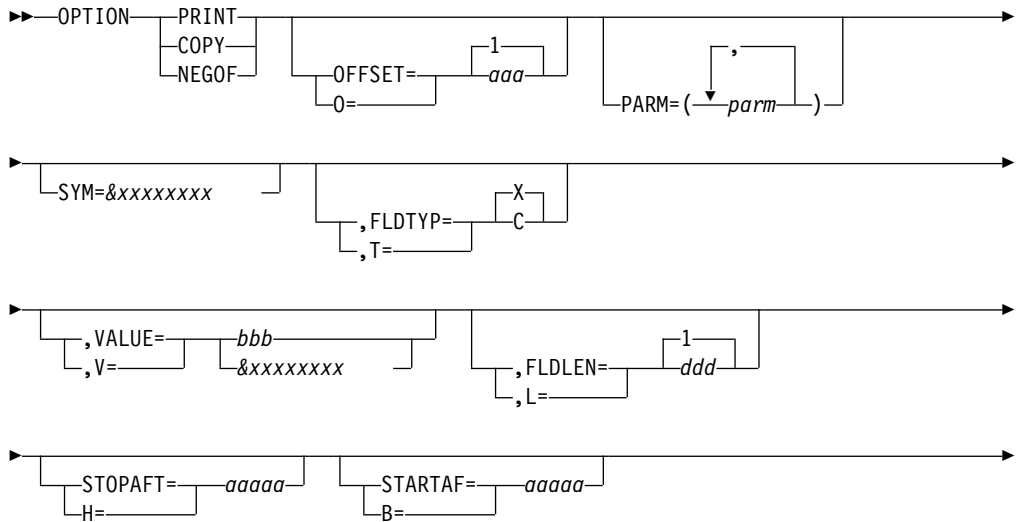 OPTION PRINT 1
COPY OFFSET= aaa ,
NEGOF O= PARM=( parm )
SYM=&xxxxxxxx X
,FLDTYP= C
,T=
,VALUE= bbb 1
,V= &xxxxxxxx ,FLDLEN= ddd
,L=
STOPAFT= aaaaa STARTAF= aaaaa
H= B=